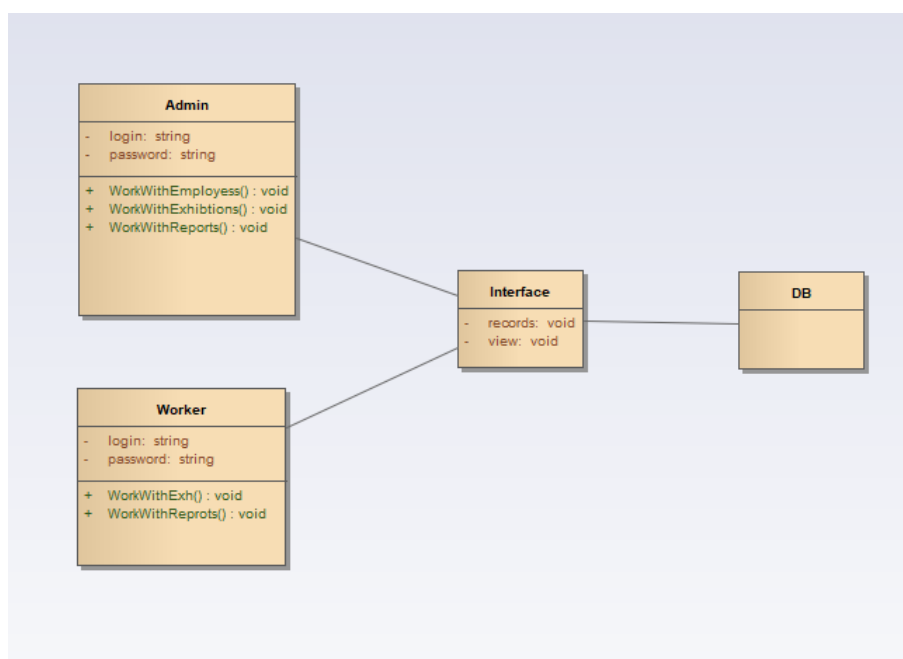 Admin
- login: string
- password: string
+ WorkWithEmployess() : void
+ WorkWithExhibtions() : void
+ WorkWithReports() : void
Interface
- records: void
- view: void
DB
Worker
- login: string
- password: string
+ WorkWithExh() : void
+ WorkWithReprots() : void